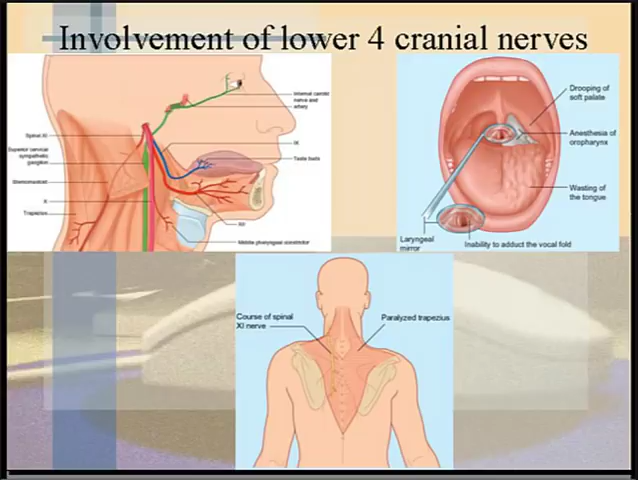 Involvement of lower 4 cranial nerves
Internal carotid
nerve and
artery
Spinal XI
IX
Superior cervical
sympathetic
ganglion
Taste buds
Sternomastoid
X
Trapezius
XII
Middle pharyngeal constrictor
Drooping of
soft palate
Anesthesia of
oropharynx
Wasting of
the tongue
Laryngeal
mirror
Inability to adduct the vocal fold
Course of spinal
XI nerve
Paralyzed trapezius